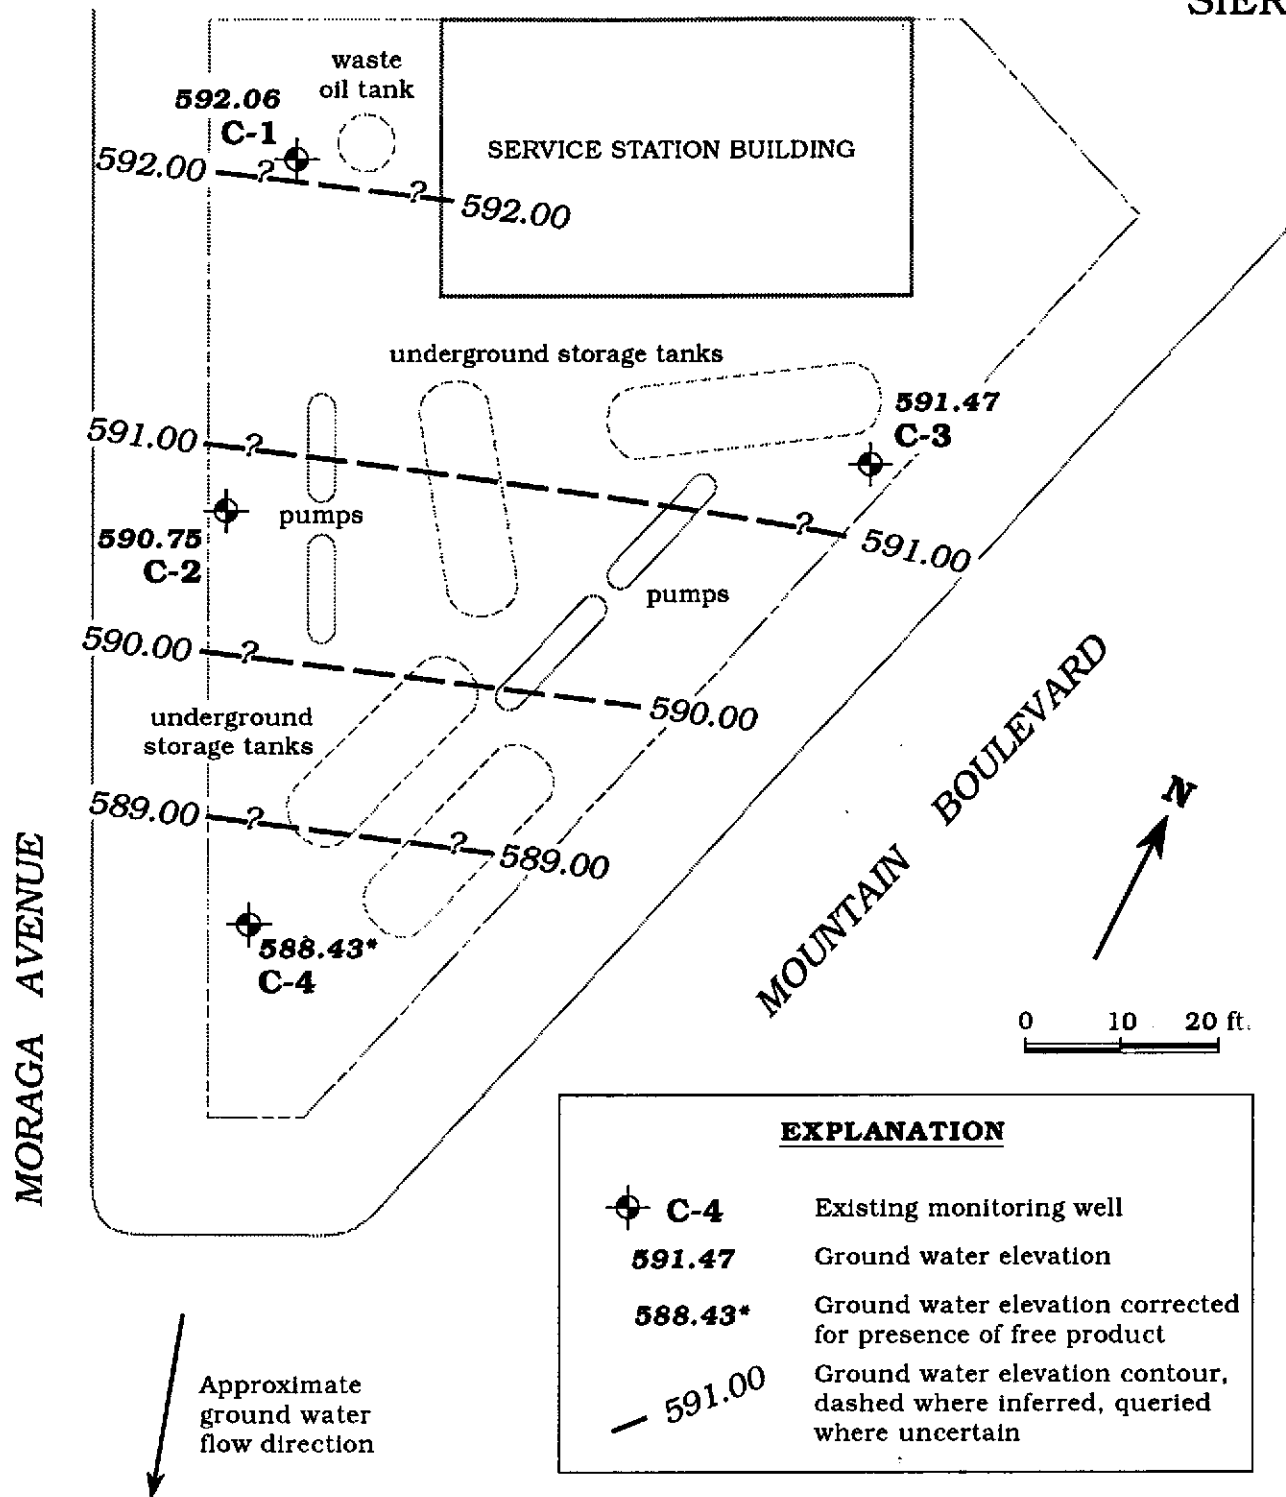 SIER
waste
oil tank
592.06
C-1
SERVICE STATION BUILDING
592.00
?
?
592.00
underground storage tanks
591.47
C-3
591.00
?
pumps
?
591.00
590.75
C-2
pumps
590.00
?
590.00
underground
storage tanks
589.00
?
?
589.00
588.43*
C-4
MORAGA AVENUE
MOUNTAIN BOULEVARD
N
0 10 20 ft.
EXPLANATION
C-4 Existing monitoring well
591.47 Ground water elevation
588.43* Ground water elevation corrected
for presence of free product
591.00 Ground water elevation contour,
dashed where inferred, queried
where uncertain
Approximate
ground water
flow direction